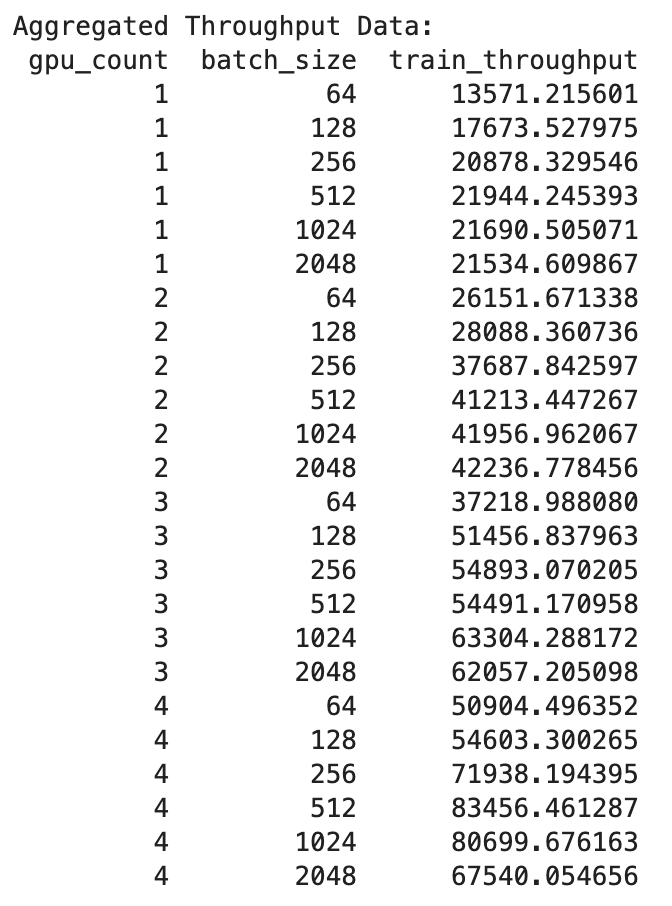 Aggregated Throughput Data:
gpu_count batch_size train_throughput
1 64 13571.215601
1 128 17673.527975
1 256 20878.329546
1 512 21944.245393
1 1024 21690.505071
1 2048 21534.609867
2 64 26151.671338
2 128 28088.360736
2 256 37687.842597
2 512 41213.447267
2 1024 41956.962067
2 2048 42236.778456
3 64 37218.988080
3 128 51456.837963
3 256 54893.070205
3 512 54491.170958
3 1024 63304.288172
3 2048 62057.205098
4 64 50904.496352
4 128 54603.300265
4 256 71938.194395
4 512 83456.461287
4 1024 80699.676163
4 2048 67540.054656